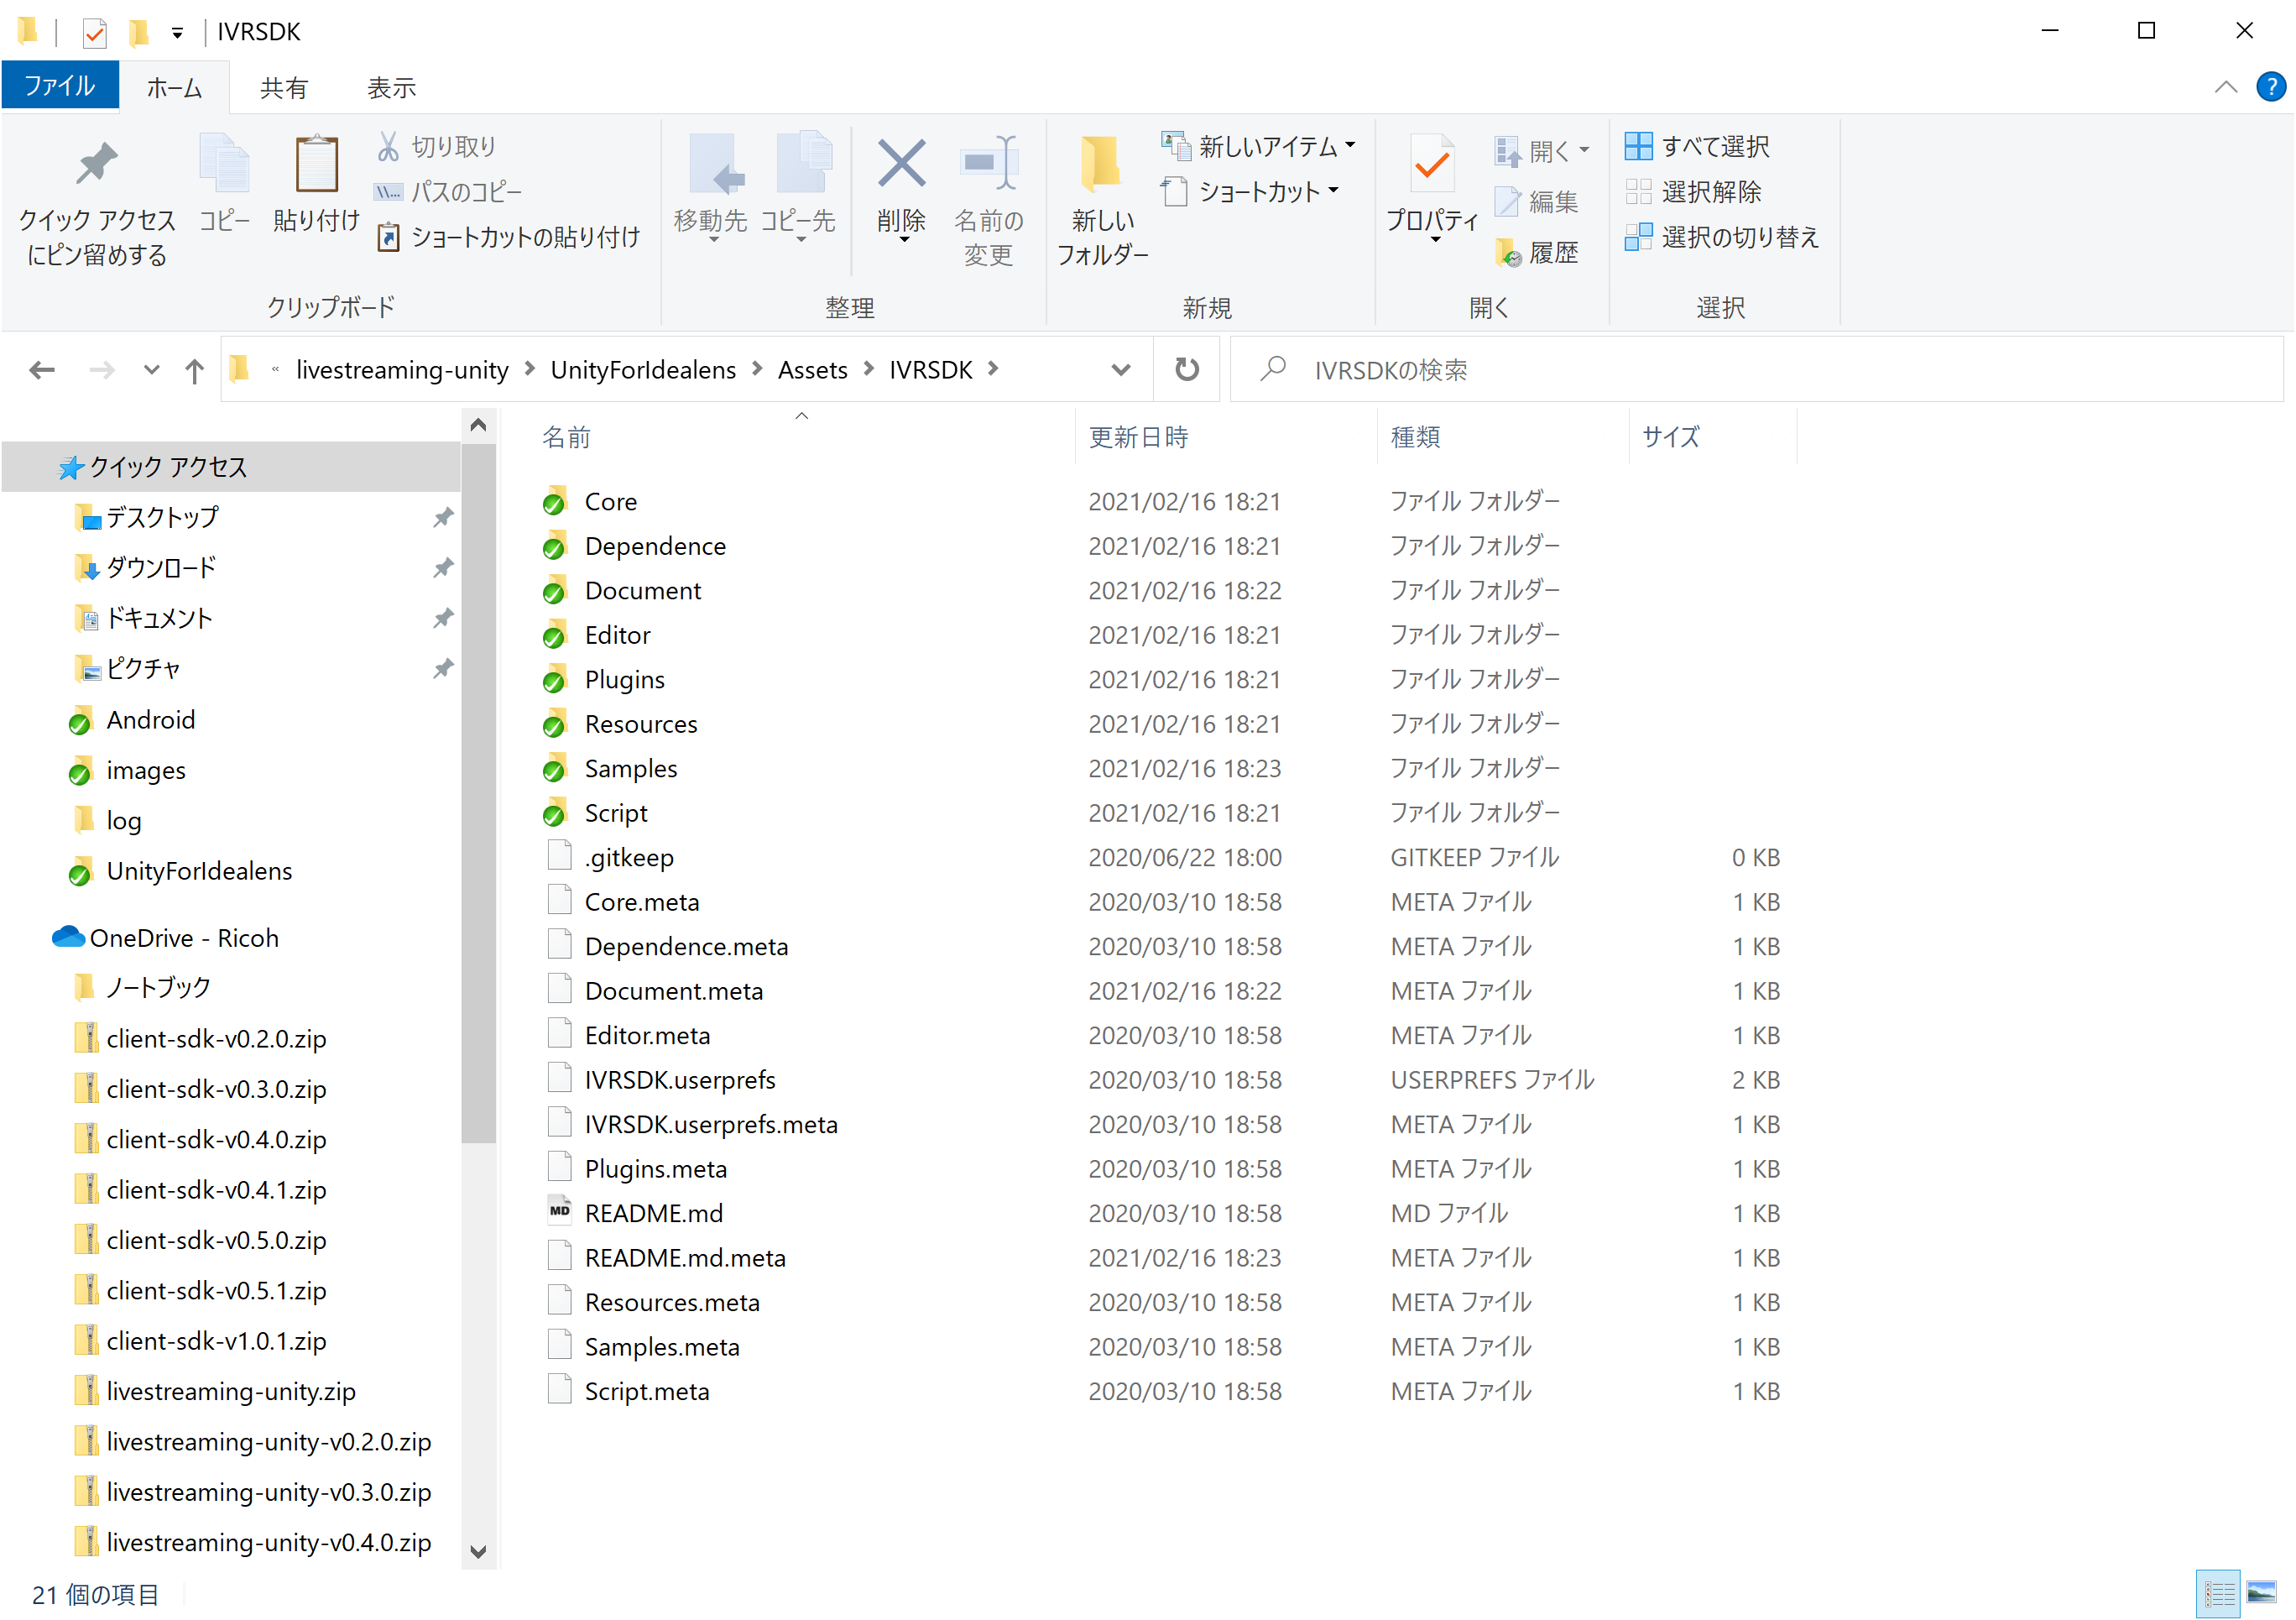 IVRSDK
ファイル ホーム 共有 表示
?
クイック アクセス
にピン留めする
コピー
貼り付け
切り取り
パスのコピー
ショートカットの貼り付け
クリップボード
移動先
コピー先
削除
名前の
変更
整理
新しい
フォルダー
新しいアイテム
ショートカット
新規
プロパティ
開く
編集
履歴
開く
すべて選択
選択解除
選択の切り替え
選択
« livestreaming-unity > UnityForIdealens > Assets > IVRSDK >
IVRSDKの検索
クイック アクセス
デスクトップ
ダウンロード
ドキュメント
ピクチャ
Android
images
log
UnityForIdealens
OneDrive - Ricoh
ノートブック
client-sdk-v0.2.0.zip
client-sdk-v0.3.0.zip
client-sdk-v0.4.0.zip
client-sdk-v0.4.1.zip
client-sdk-v0.5.0.zip
client-sdk-v0.5.1.zip
client-sdk-v1.0.1.zip
livestreaming-unity.zip
livestreaming-unity-v0.2.0.zip
livestreaming-unity-v0.3.0.zip
livestreaming-unity-v0.4.0.zip
名前 更新日時 種類 サイズ
Core 2021/02/16 18:21 ファイル フォルダー
Dependence 2021/02/16 18:21 ファイル フォルダー
Document 2021/02/16 18:22 ファイル フォルダー
Editor 2021/02/16 18:21 ファイル フォルダー
Plugins 2021/02/16 18:21 ファイル フォルダー
Resources 2021/02/16 18:21 ファイル フォルダー
Samples 2021/02/16 18:23 ファイル フォルダー
Script 2021/02/16 18:21 ファイル フォルダー
.gitkeep 2020/06/22 18:00 GITKEEP ファイル 0 KB
Core.meta 2020/03/10 18:58 META ファイル 1 KB
Dependence.meta 2020/03/10 18:58 META ファイル 1 KB
Document.meta 2021/02/16 18:22 META ファイル 1 KB
Editor.meta 2020/03/10 18:58 META ファイル 1 KB
IVRSDK.userprefs 2020/03/10 18:58 USERPREFS ファイル 2 KB
IVRSDK.userprefs.meta 2020/03/10 18:58 META ファイル 1 KB
Plugins.meta 2020/03/10 18:58 META ファイル 1 KB
MD README.md 2020/03/10 18:58 MD ファイル 1 KB
README.md.meta 2021/02/16 18:23 META ファイル 1 KB
Resources.meta 2020/03/10 18:58 META ファイル 1 KB
Samples.meta 2020/03/10 18:58 META ファイル 1 KB
Script.meta 2020/03/10 18:58 META ファイル 1 KB
21 個の項目